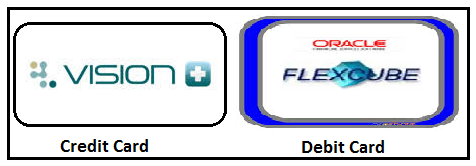 VISION +
ORACLE
FLEXCUBE
Credit Card
Debit Card